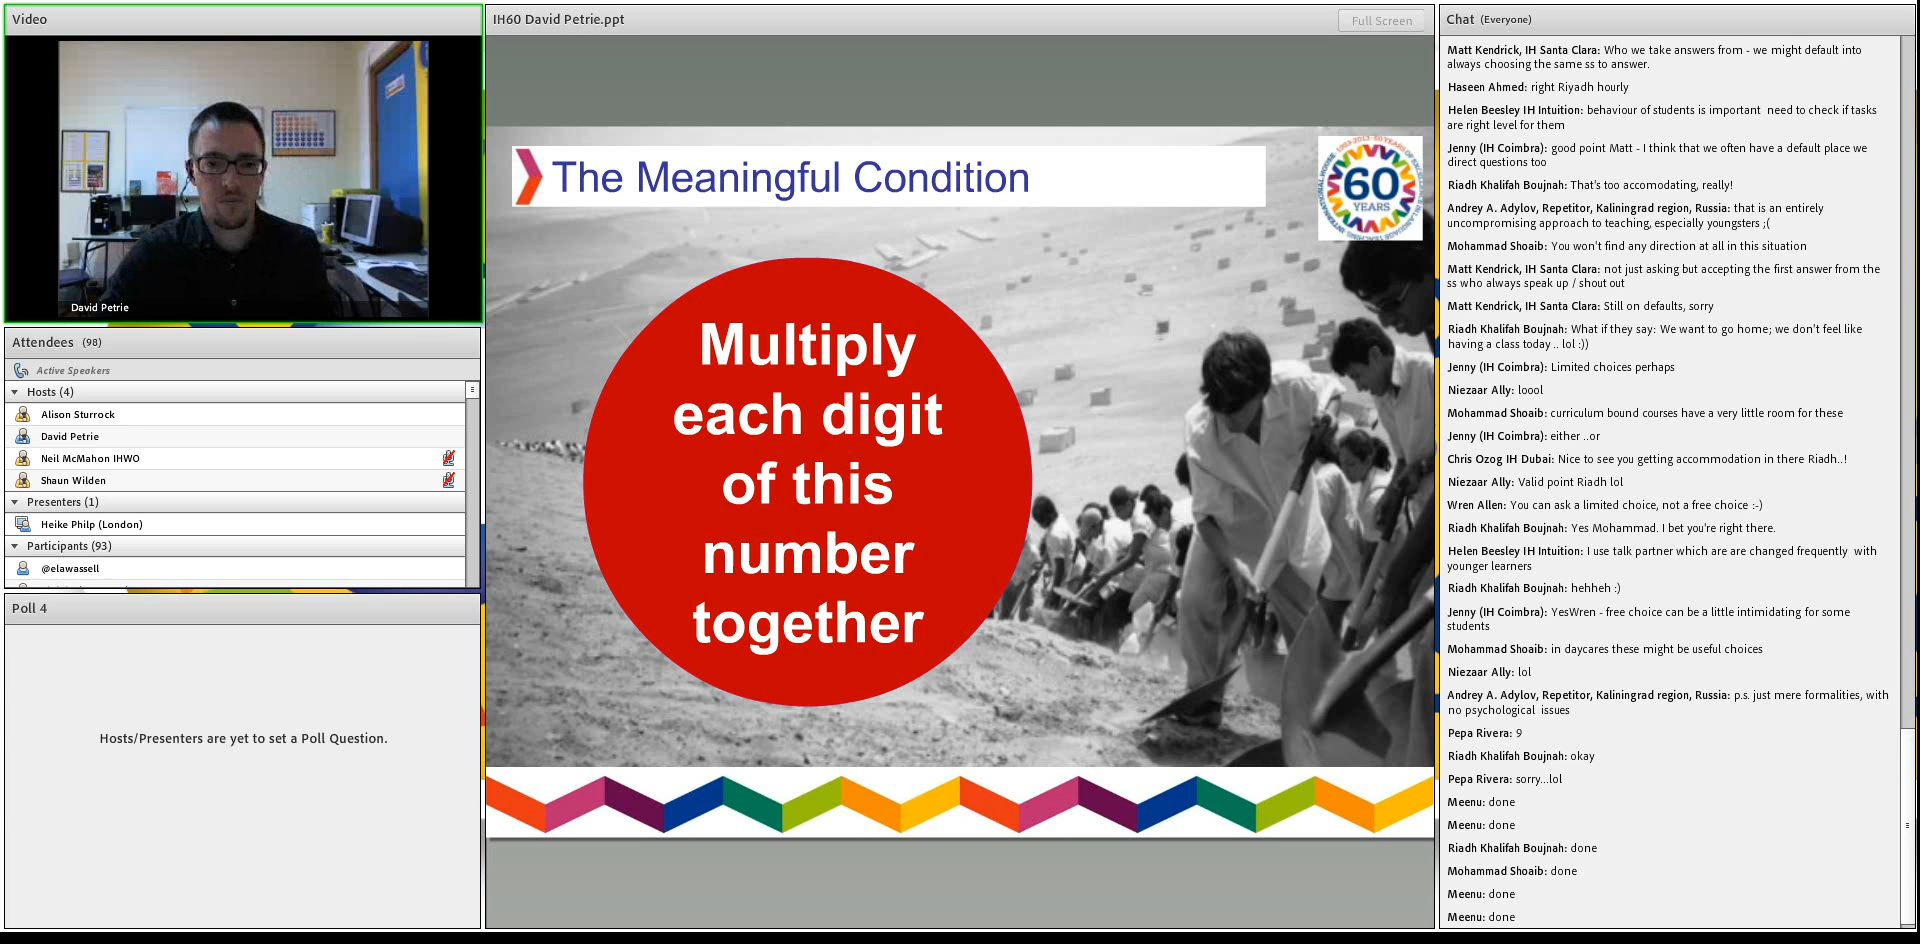 Video
David Petrie
Attendees (98)
Active Speakers
Hosts (4)
Alison Sturrock
David Petrie
Neil McMahon IHWO
Shaun Wilden
Presenters (1)
Heike Philp (London)
Participants (93)
@elawassell
Poll 4
Hosts/Presenters are yet to set a Poll Question.
IH60 David Petrie.ppt
Full Screen
The Meaningful Condition
60
YEARS
Multiply
each digit
of this
number
together
Chat (Everyone)
Matt Kendrick, IH Santa Clara: Who we take answers from - we might default into
always choosing the same ss to answer.
Haseen Ahmed: right Riyadh hourly
Helen Beesley IH Intuition: behaviour of students is important  need to check if tasks
are right level for them
Jenny (IH Coimbra): good point Matt - I think that we often have a default place we
direct questions too
Riadh Khalifah Boujnah: That's too accomodating, really!
Andrey A. Adylov, Repetitor, Kaliningrad region, Russia: that is an entirely
uncompromising approach to teaching, especially youngsters ;(
Mohammad Shoaib: You won't find any direction at all in this situation
Matt Kendrick, IH Santa Clara: not just asking but accepting the first answer from the
ss who always speak up / shout out
Matt Kendrick, IH Santa Clara: Still on defaults, sorry
Riadh Khalifah Boujnah: What if they say: We want to go home; we don't feel like
having a class today .. lol :))
Jenny (IH Coimbra): Limited choices perhaps
Niezaar Ally: loool
Mohammad Shoaib: curriculum bound courses have a very little room for these
Jenny (IH Coimbra): either ..or
Chris Ozog IH Dubai: Nice to see you getting accommodation in there Riadh..!
Niezaar Ally: Valid point Riadh lol
Wren Allen: You can ask a limited choice, not a free choice :-)
Riadh Khalifah Boujnah: Yes Mohammad. I bet you're right there.
Helen Beesley IH Intuition: I use talk partner which are are changed frequently  with
younger learners
Riadh Khalifah Boujnah: hehheh :)
Jenny (IH Coimbra): YesWren - free choice can be a little intimidating for some
students
Mohammad Shoaib: in daycares these might be useful choices
Niezaar Ally: lol
Andrey A. Adylov, Repetitor, Kaliningrad region, Russia: p.s. just mere formalities, with
no psychological  issues
Pepa Rivera: 9
Riadh Khalifah Boujnah: okay
Pepa Rivera: sorry...lol
Meenu: done
Meenu: done
Riadh Khalifah Boujnah: done
Mohammad Shoaib: done
Meenu: done
Meenu: done